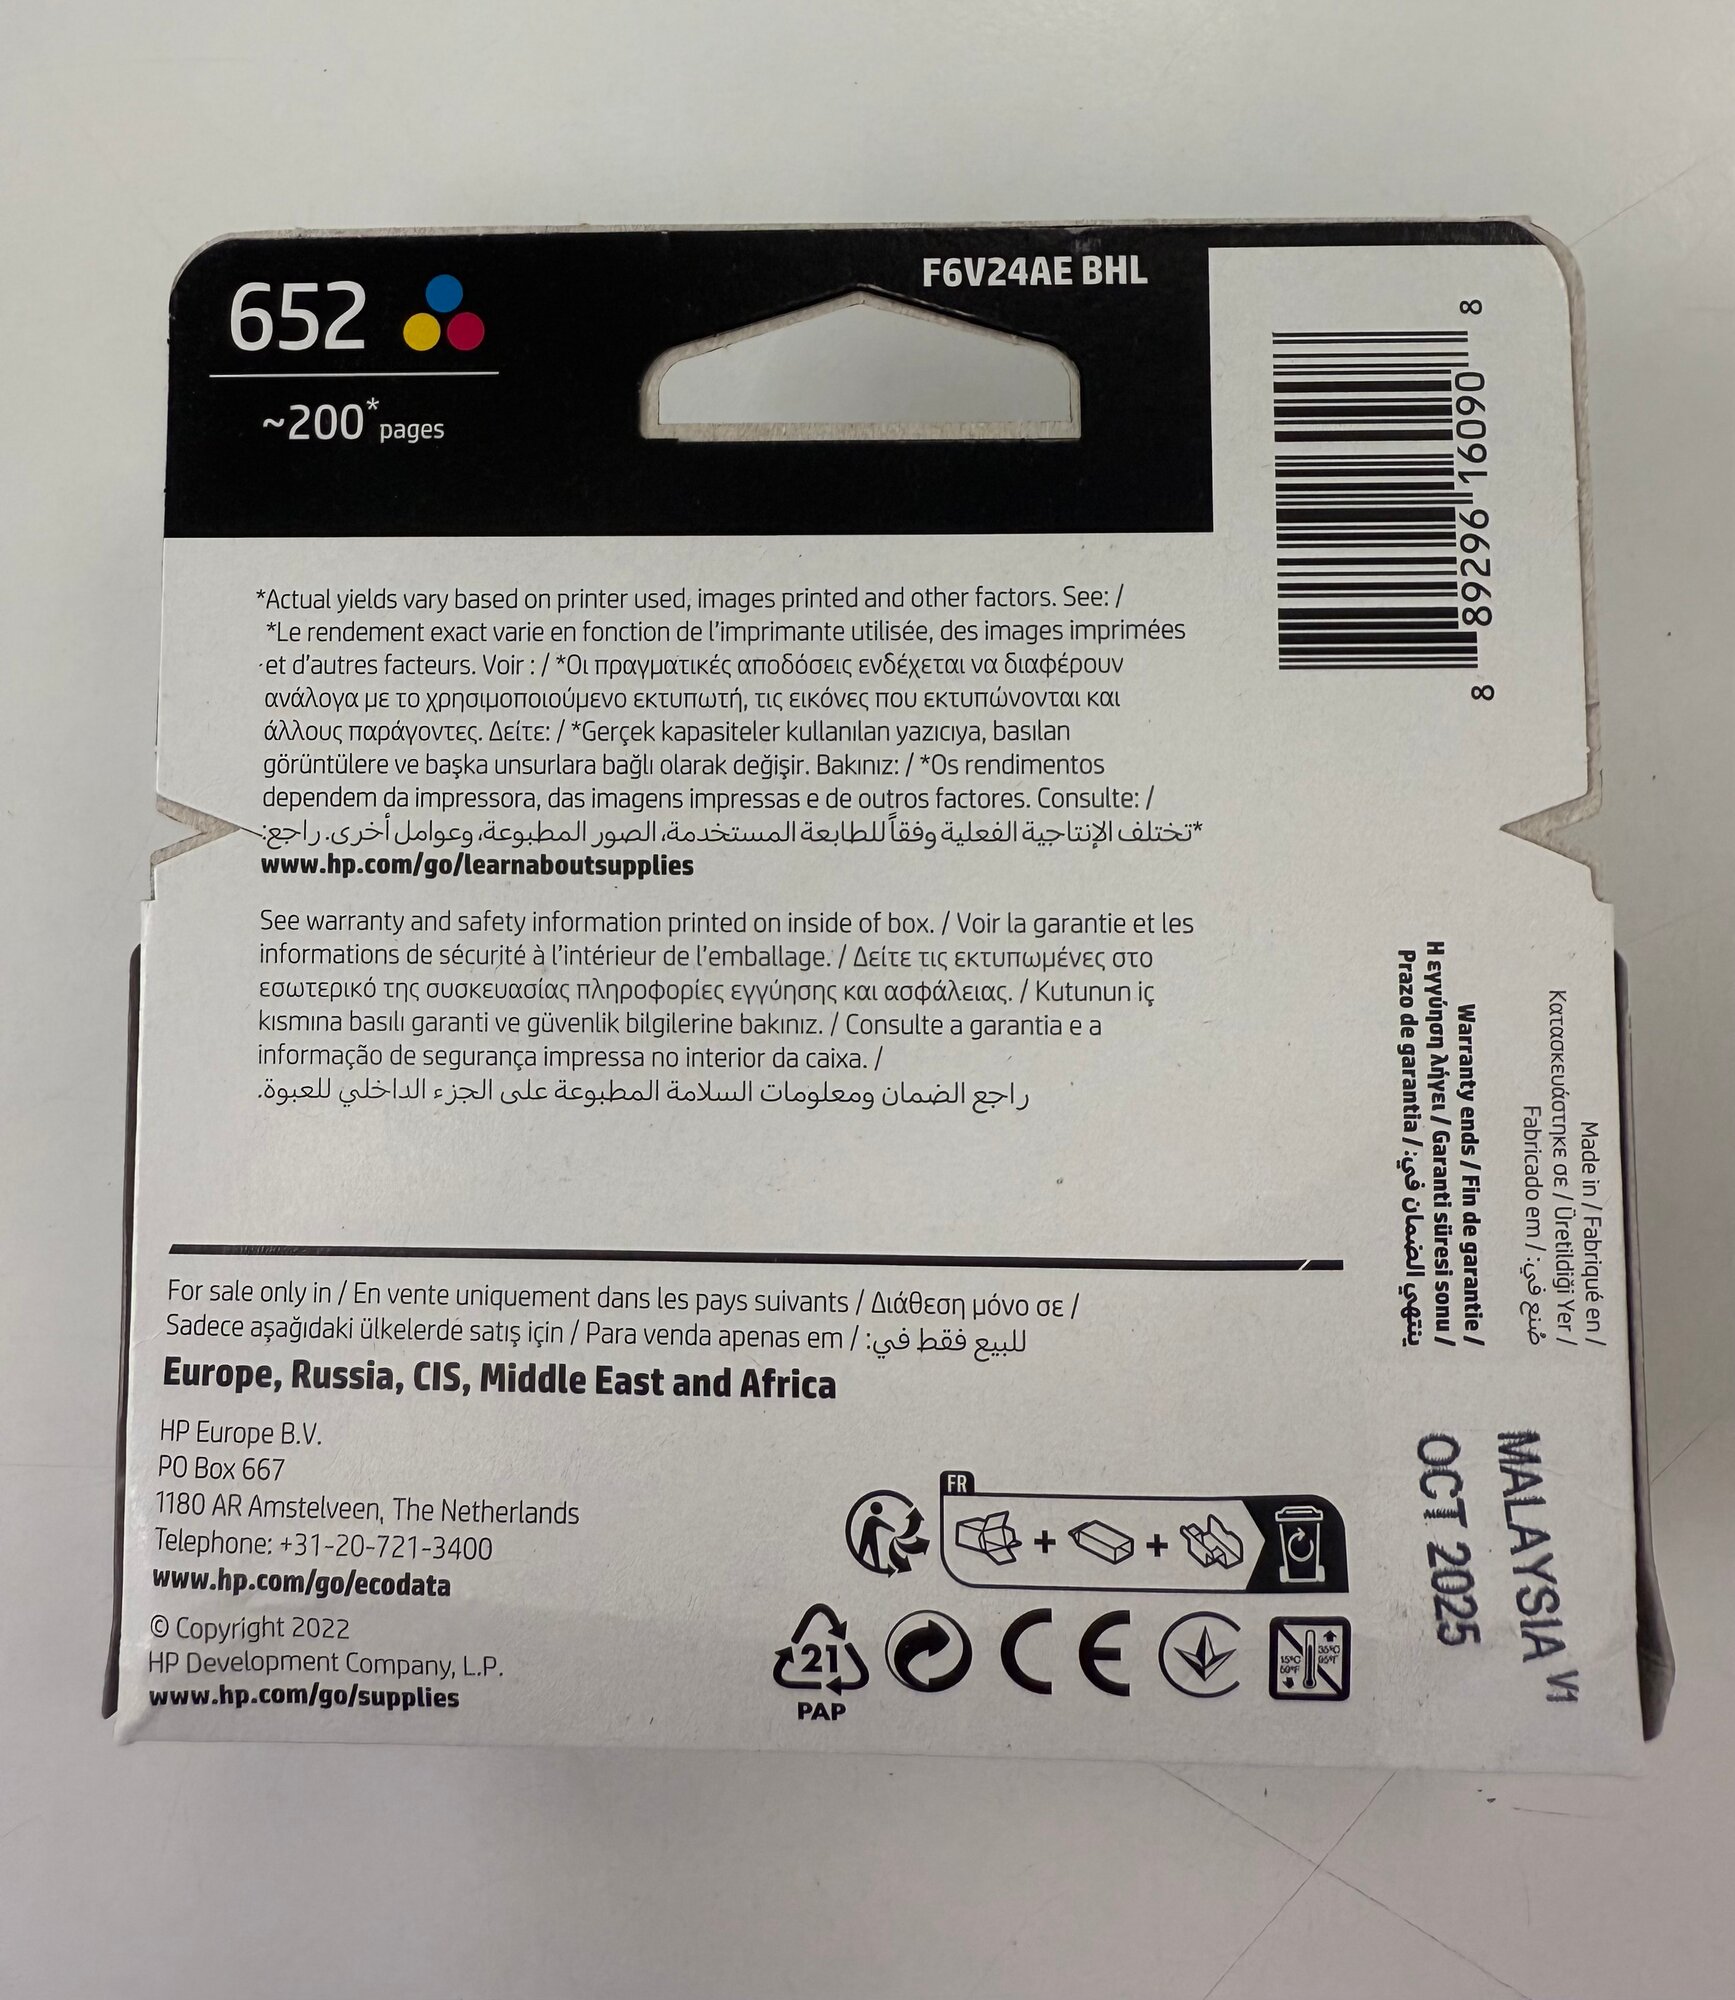 652
~200* pages
F6V24AE BHL
8 89296 16090 8
*Actual yields vary based on printer used, images printed and other factors. See: /
*Le rendement exact varie en fonction de l'imprimante utilisée, des images imprimées
et d'autres facteurs. Voir : / *Οι πραγματικές αποδόσεις ενδέχεται να διαφέρουν
ανάλογα με το χρησιμοποιούμενο εκτυπωτή, τις εικόνες που εκτυπώνονται και
άλλους παράγοντες. Δείτε: / *Gerçek kapasiteler kullanılan yazıcıya, basılan
görüntülere ve başka unsurlara bağlı olarak değişir. Bakınız: / *Os rendimentos
dependem da impressora, das imagens impressas e de outros factores. Consulte: /
*تختلف الإنتاجية الفعلية وفقاً للطابعة المستخدمة، الصور المطبوعة، وعوامل أخرى. راجع:
www.hp.com/go/learnaboutsupplies
See warranty and safety information printed on inside of box. / Voir la garantie et les
informations de sécurité à l'intérieur de l'emballage. / Δείτε τις εκτυπωμένες στο
εσωτερικό της συσκευασίας πληροφορίες εγγύησης και ασφάλειας. / Kutunun iç
kısmına basılı garanti ve güvenlik bilgilerine bakınız. / Consulte a garantia e a
informação de segurança impressa no interior da caixa. /
راجع الضمان ومعلومات السلامة المطبوعة على الجزء الداخلي للعبوة.
Made in / Fabriqué en /
Κατασκευάστηκε σε / Üretildiği Yer /
Fabricado em / صُنع في:
MALAYSIA V1
Warranty ends / Fin de garantie /
Η εγγύηση λήγει / Garanti süresi sonu /
Prazo de garantia / ينتهي الضمان في:
OCT 2025
For sale only in / En vente uniquement dans les pays suivants / Διάθεση μόνο σε /
Sadece aşağıdaki ülkelerde satış için / Para venda apenas em / للبيع فقط في:
Europe, Russia, CIS, Middle East and Africa
HP Europe B.V.
PO Box 667
1180 AR Amstelveen, The Netherlands
Telephone: +31-20-721-3400
www.hp.com/go/ecodata
© Copyright 2022
HP Development Company, L.P.
www.hp.com/go/supplies
FR
+ +
21
PAP
CE
35ºC
95ºF
15ºC
59ºF